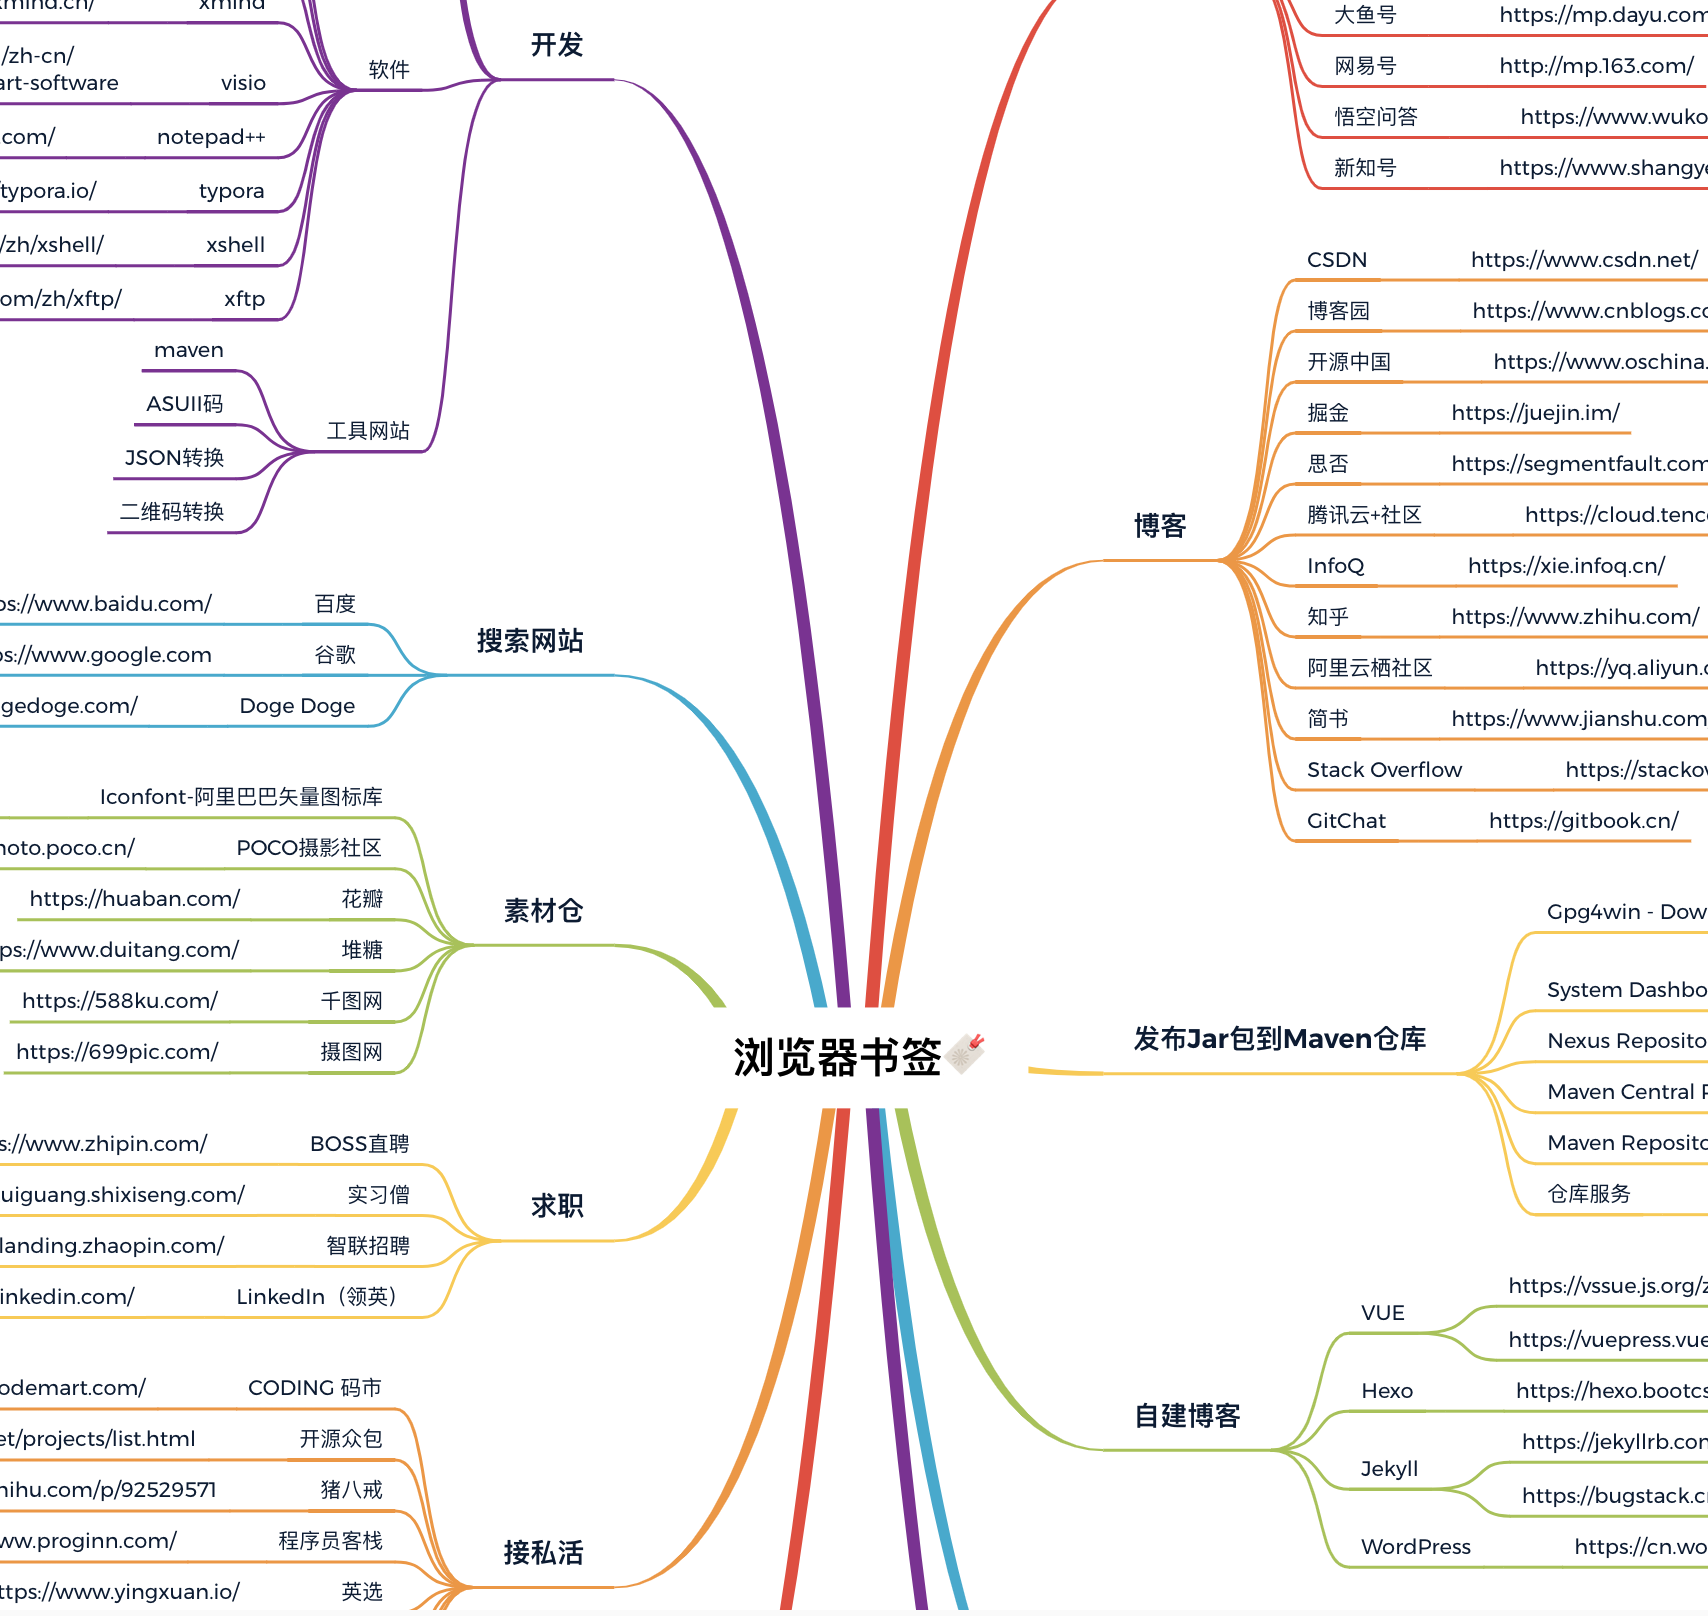 浏览器书签
开发
软件
xmind.cn/ xmind
/zh-cn/
art-software visio
.com/ notepad++
typora.io/ typora
/zh/xshell/ xshell
om/zh/xftp/ xftp
工具网站
maven
ASUII码
JSON转换
二维码转换
搜索网站
ps://www.baidu.com/ 百度
ps://www.google.com 谷歌
gedoge.com/ Doge Doge
素材仓
Iconfont-阿里巴巴矢量图标库
hoto.poco.cn/ POCO摄影社区
https://huaban.com/ 花瓣
ps://www.duitang.com/ 堆糖
https://588ku.com/ 千图网
https://699pic.com/ 摄图网
求职
s://www.zhipin.com/ BOSS直聘
uiguang.shixiseng.com/ 实习僧
landing.zhaopin.com/ 智联招聘
inkedin.com/ LinkedIn（领英）
接私活
odemart.com/ CODING 码市
et/projects/list.html 开源众包
hihu.com/p/92529571 猪八戒
ww.proginn.com/ 程序员客栈
ttps://www.yingxuan.io/ 英选
大鱼号 https://mp.dayu.com
网易号 http://mp.163.com/
悟空问答 https://www.wuko
新知号 https://www.shangye
博客
CSDN https://www.csdn.net/
博客园 https://www.cnblogs.co
开源中国 https://www.oschina.
掘金 https://juejin.im/
思否 https://segmentfault.com
腾讯云+社区 https://cloud.tence
InfoQ https://xie.infoq.cn/
知乎 https://www.zhihu.com/
阿里云栖社区 https://yq.aliyun.c
简书 https://www.jianshu.com
Stack Overflow https://stackov
GitChat https://gitbook.cn/
发布Jar包到Maven仓库
Gpg4win - Dow
System Dashbo
Nexus Reposito
Maven Central R
Maven Reposito
仓库服务
自建博客
VUE
https://vssue.js.org/z
https://vuepress.vue
Hexo https://hexo.bootcs
Jekyll
https://jekyllrb.con
https://bugstack.cn
WordPress https://cn.wo